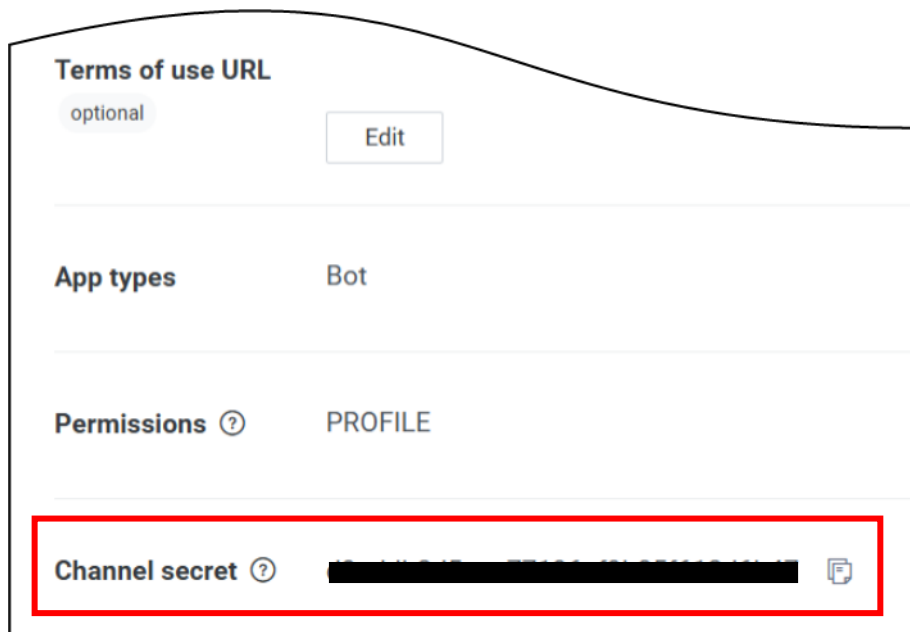 Terms of use URL
optional
Edit
App types
Bot
Permissions ?
PROFILE
Channel secret ?